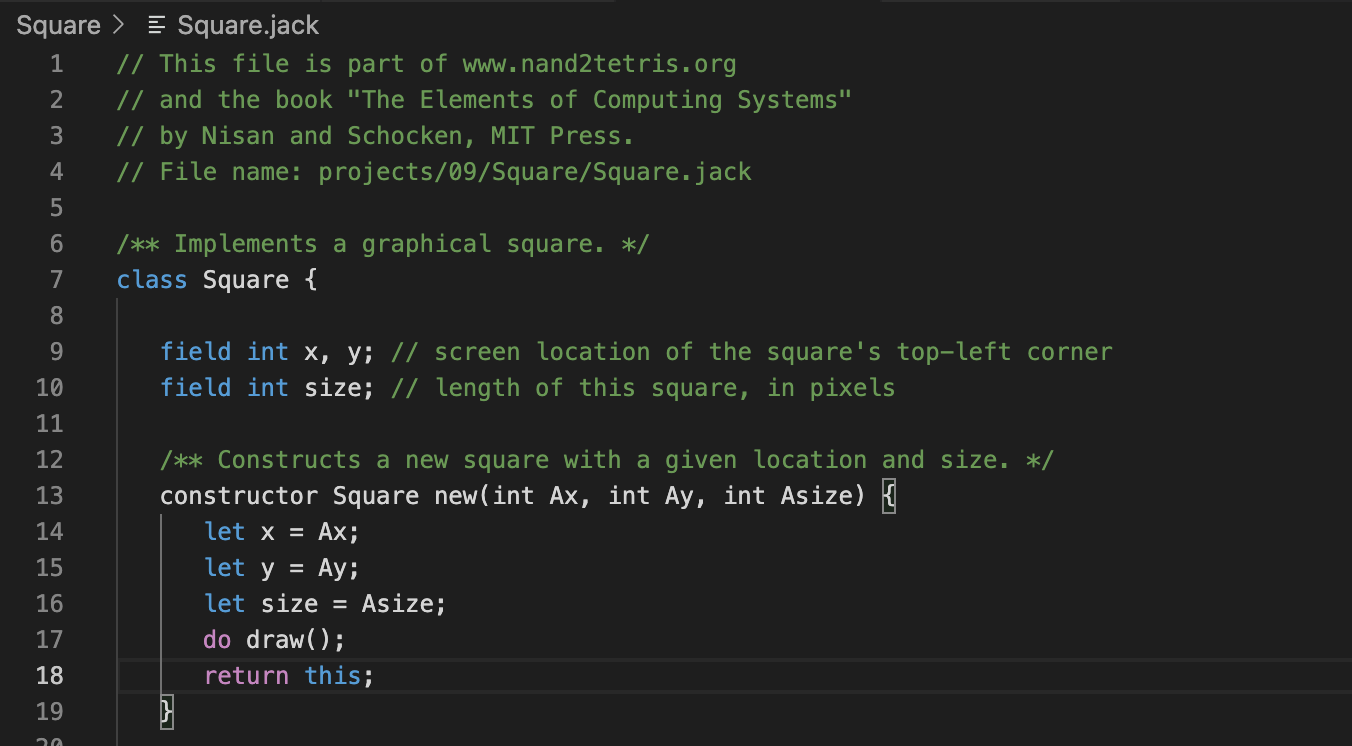 Square > Square.jack
1 // This file is part of www.nand2tetris.org
2 // and the book "The Elements of Computing Systems"
3 // by Nisan and Schocken, MIT Press.
4 // File name: projects/09/Square/Square.jack
5
6 /** Implements a graphical square. */
7 class Square {
8
9 field int x, y; // screen location of the square's top-left corner
10 field int size; // length of this square, in pixels
11
12 /** Constructs a new square with a given location and size. */
13 constructor Square new(int Ax, int Ay, int Asize) {
14 let x = Ax;
15 let y = Ay;
16 let size = Asize;
17 do draw();
18 return this;
19 }
20